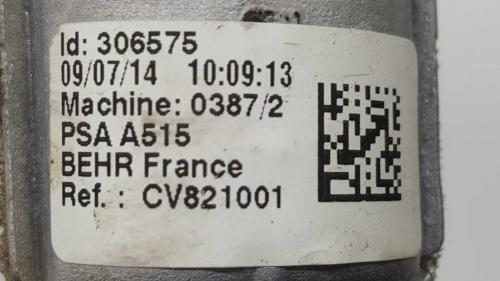 Id: 306575
09/07/14 10:09:13
Machine: 0387/2
PSA A515
BEHR France
Ref. : CV821001